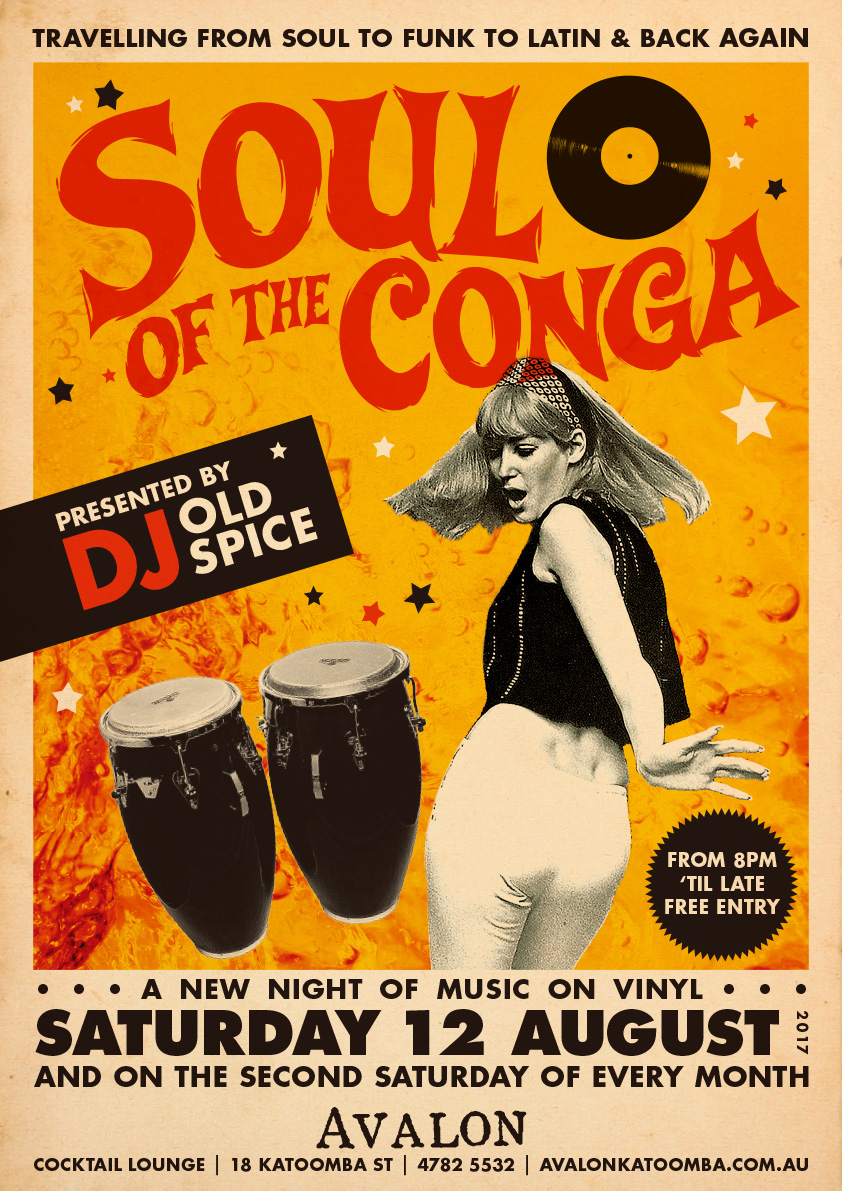 TRAVELLING FROM SOUL TO FUNK TO LATIN & BACK AGAIN
SOUL
OF THE CONGA
PRESENTED BY
DJ OLD
SPICE
FROM 8PM
‘TIL LATE
FREE ENTRY
• • • A NEW NIGHT OF MUSIC ON VINYL • • •
SATURDAY 12 AUGUST 2017
AND ON THE SECOND SATURDAY OF EVERY MONTH
AVALON
COCKTAIL LOUNGE | 18 KATOOMBA ST | 4782 5532 | AVALONKATOOMBA.COM.AU